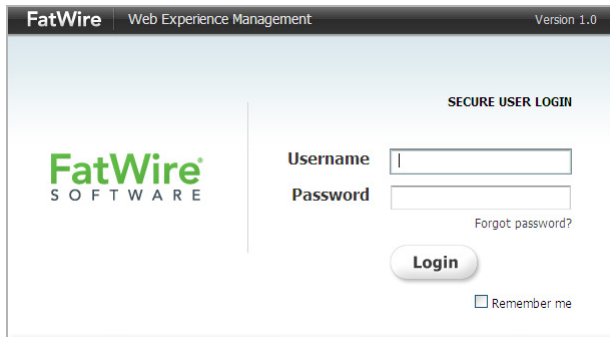 FatWire Web Experience Management Version 1.0
SECURE USER LOGIN
FatWire®
SOFTWARE
Username
Password
Forgot password?
Login
Remember me